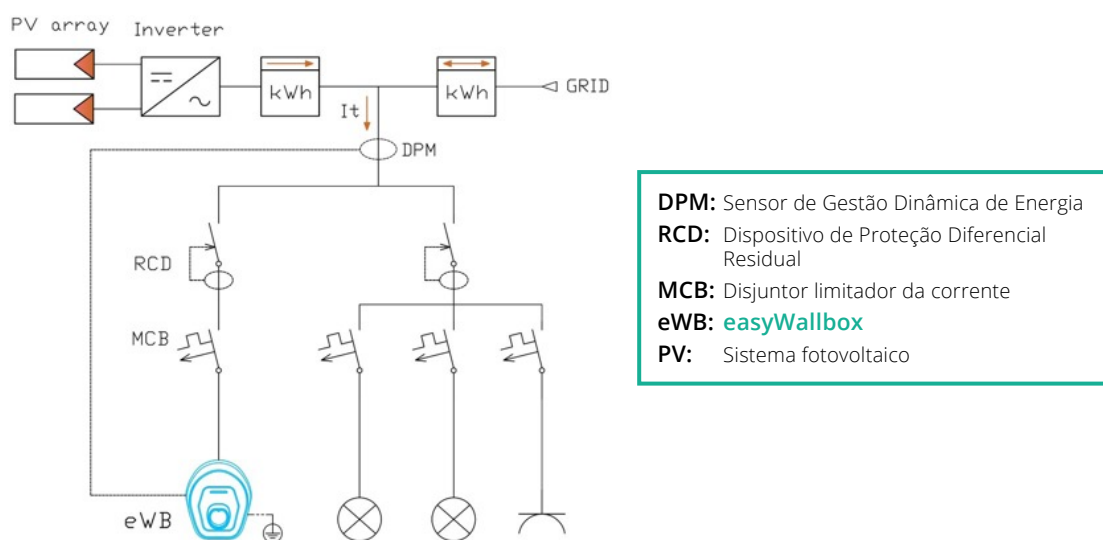 PV array
Inverter
kWh
kWh
GRID
It
DPM
RCD
MCB
eWB
DPM: Sensor de Gestão Dinâmica de Energia
RCD: Dispositivo de Proteção Diferencial
Residual
MCB: Disjuntor limitador da corrente
eWB: easyWallbox
PV: Sistema fotovoltaico